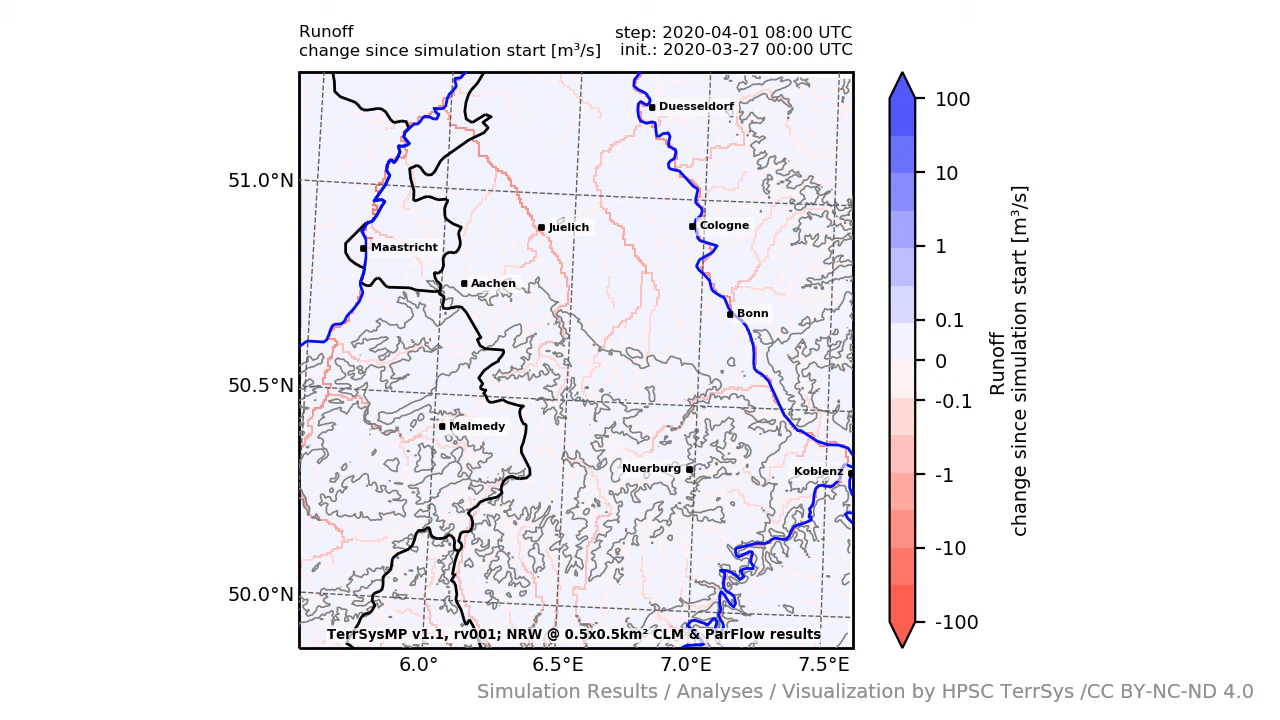 Runoff
change since simulation start [m³/s]
step: 2020-04-01 08:00 UTC
init.: 2020-03-27 00:00 UTC
51.0°N
50.5°N
50.0°N
6.0°
6.5°E
7.0°E
7.5°E
Duesseldorf
Juelich
Cologne
Maastricht
Aachen
Bonn
Malmedy
Nuerburg
Koblenz
TerrSysMP v1.1, rv001; NRW @ 0.5x0.5km² CLM & ParFlow results
100
10
1
0.1
0
-0.1
-1
-10
-100
Runoff
change since simulation start [m³/s]
Simulation Results / Analyses / Visualization by HPSC TerrSys /CC BY-NC-ND 4.0